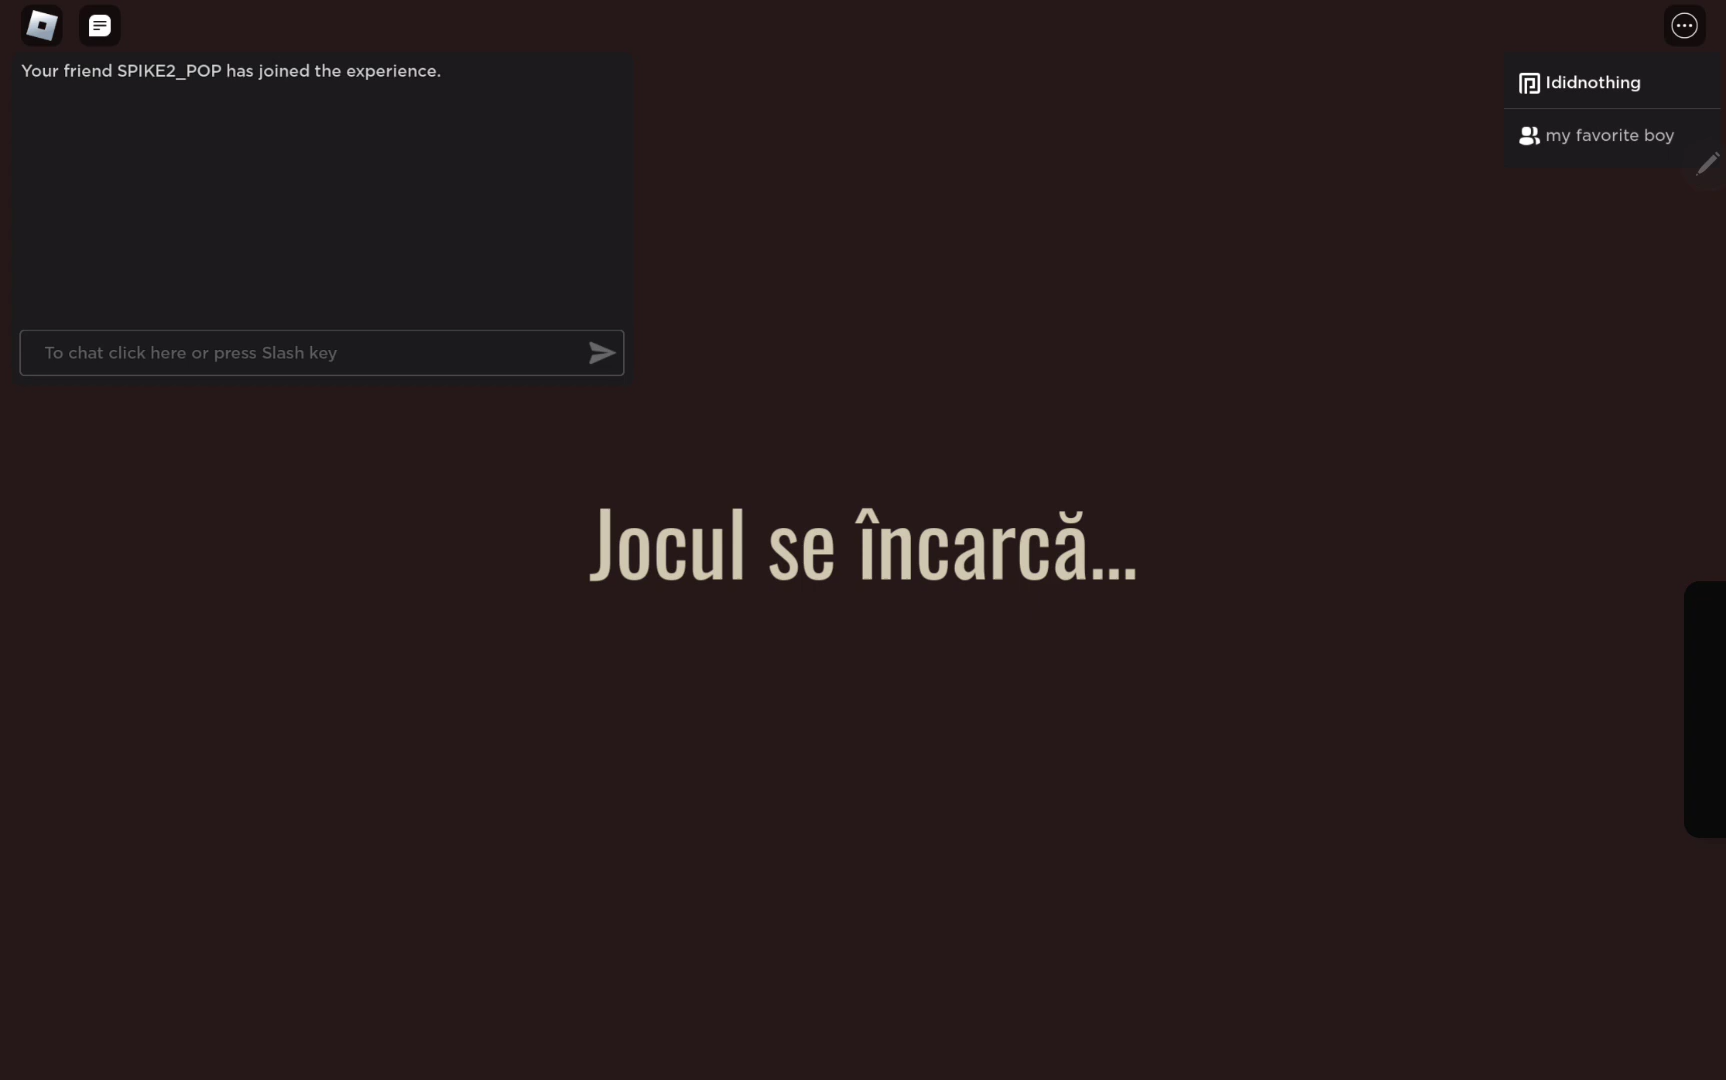 Your friend SPIKE2_POP has joined the experience.
Ididnothing
my favorite boy
To chat click here or press Slash key
Jocul se încarcă...